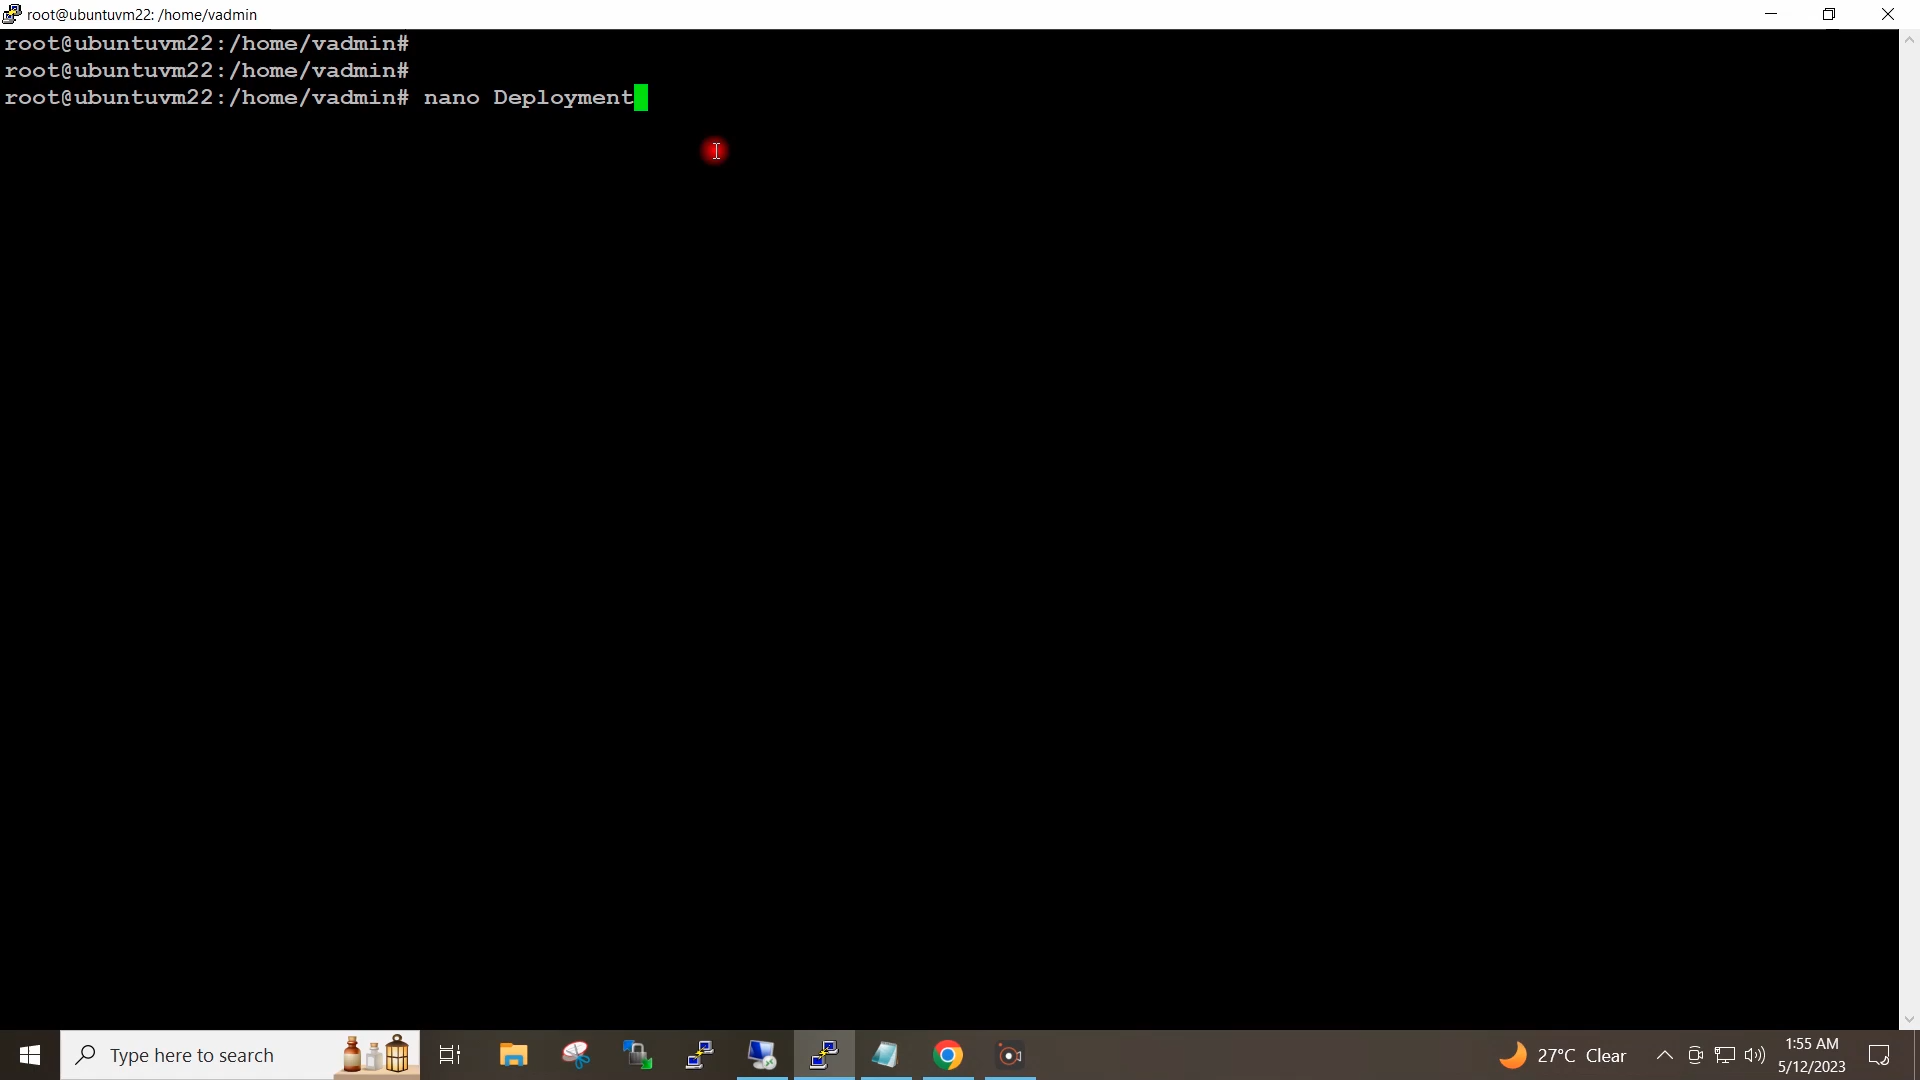 root@ubuntuvm22: /home/vadmin
root@ubuntuvm22:/home/vadmin#
root@ubuntuvm22:/home/vadmin#
root@ubuntuvm22:/home/vadmin# nano Deployment
Type here to search
27°C Clear
1:55 AM
5/12/2023